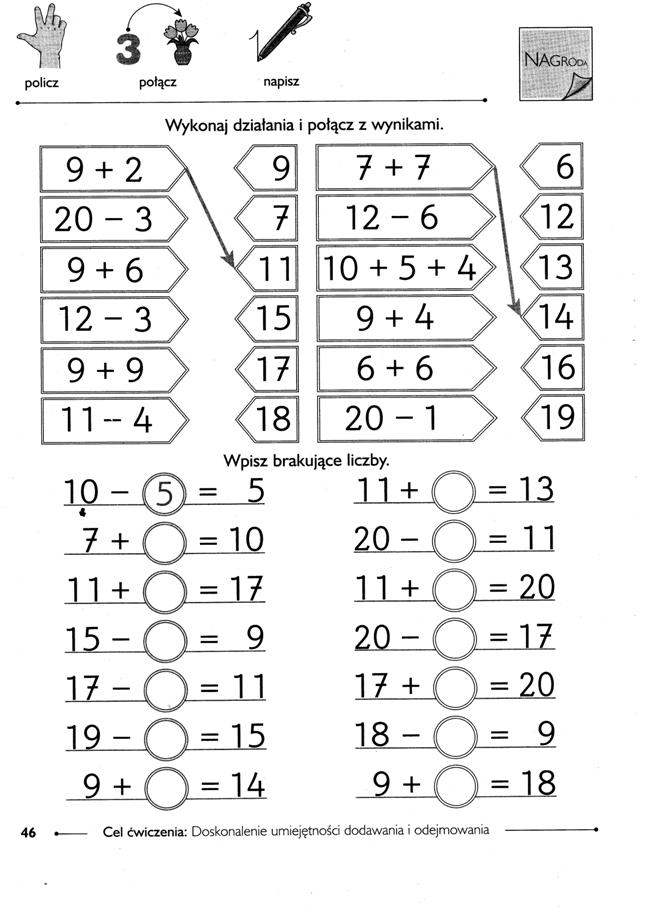 3
policz połącz napisz
NAGRODA
Wykonaj działania i połącz z wynikami.
9 + 2 9 7 + 7 6
20 − 3 7 12 − 6 12
9 + 6 11 10 + 5 + 4 13
12 − 3 15 9 + 4 14
9 + 9 17 6 + 6 16
11 -- 4 18 20 − 1 19
Wpisz brakujące liczby.
10 − 5 = 5 11 + = 13
7 + = 10 20 − = 11
11 + = 17 11 + = 20
15 − = 9 20 − = 17
17 − = 11 17 + = 20
19 − = 15 18 − = 9
9 + = 14 9 + = 18
46 Cel ćwiczenia: Doskonalenie umiejętności dodawania i odejmowania